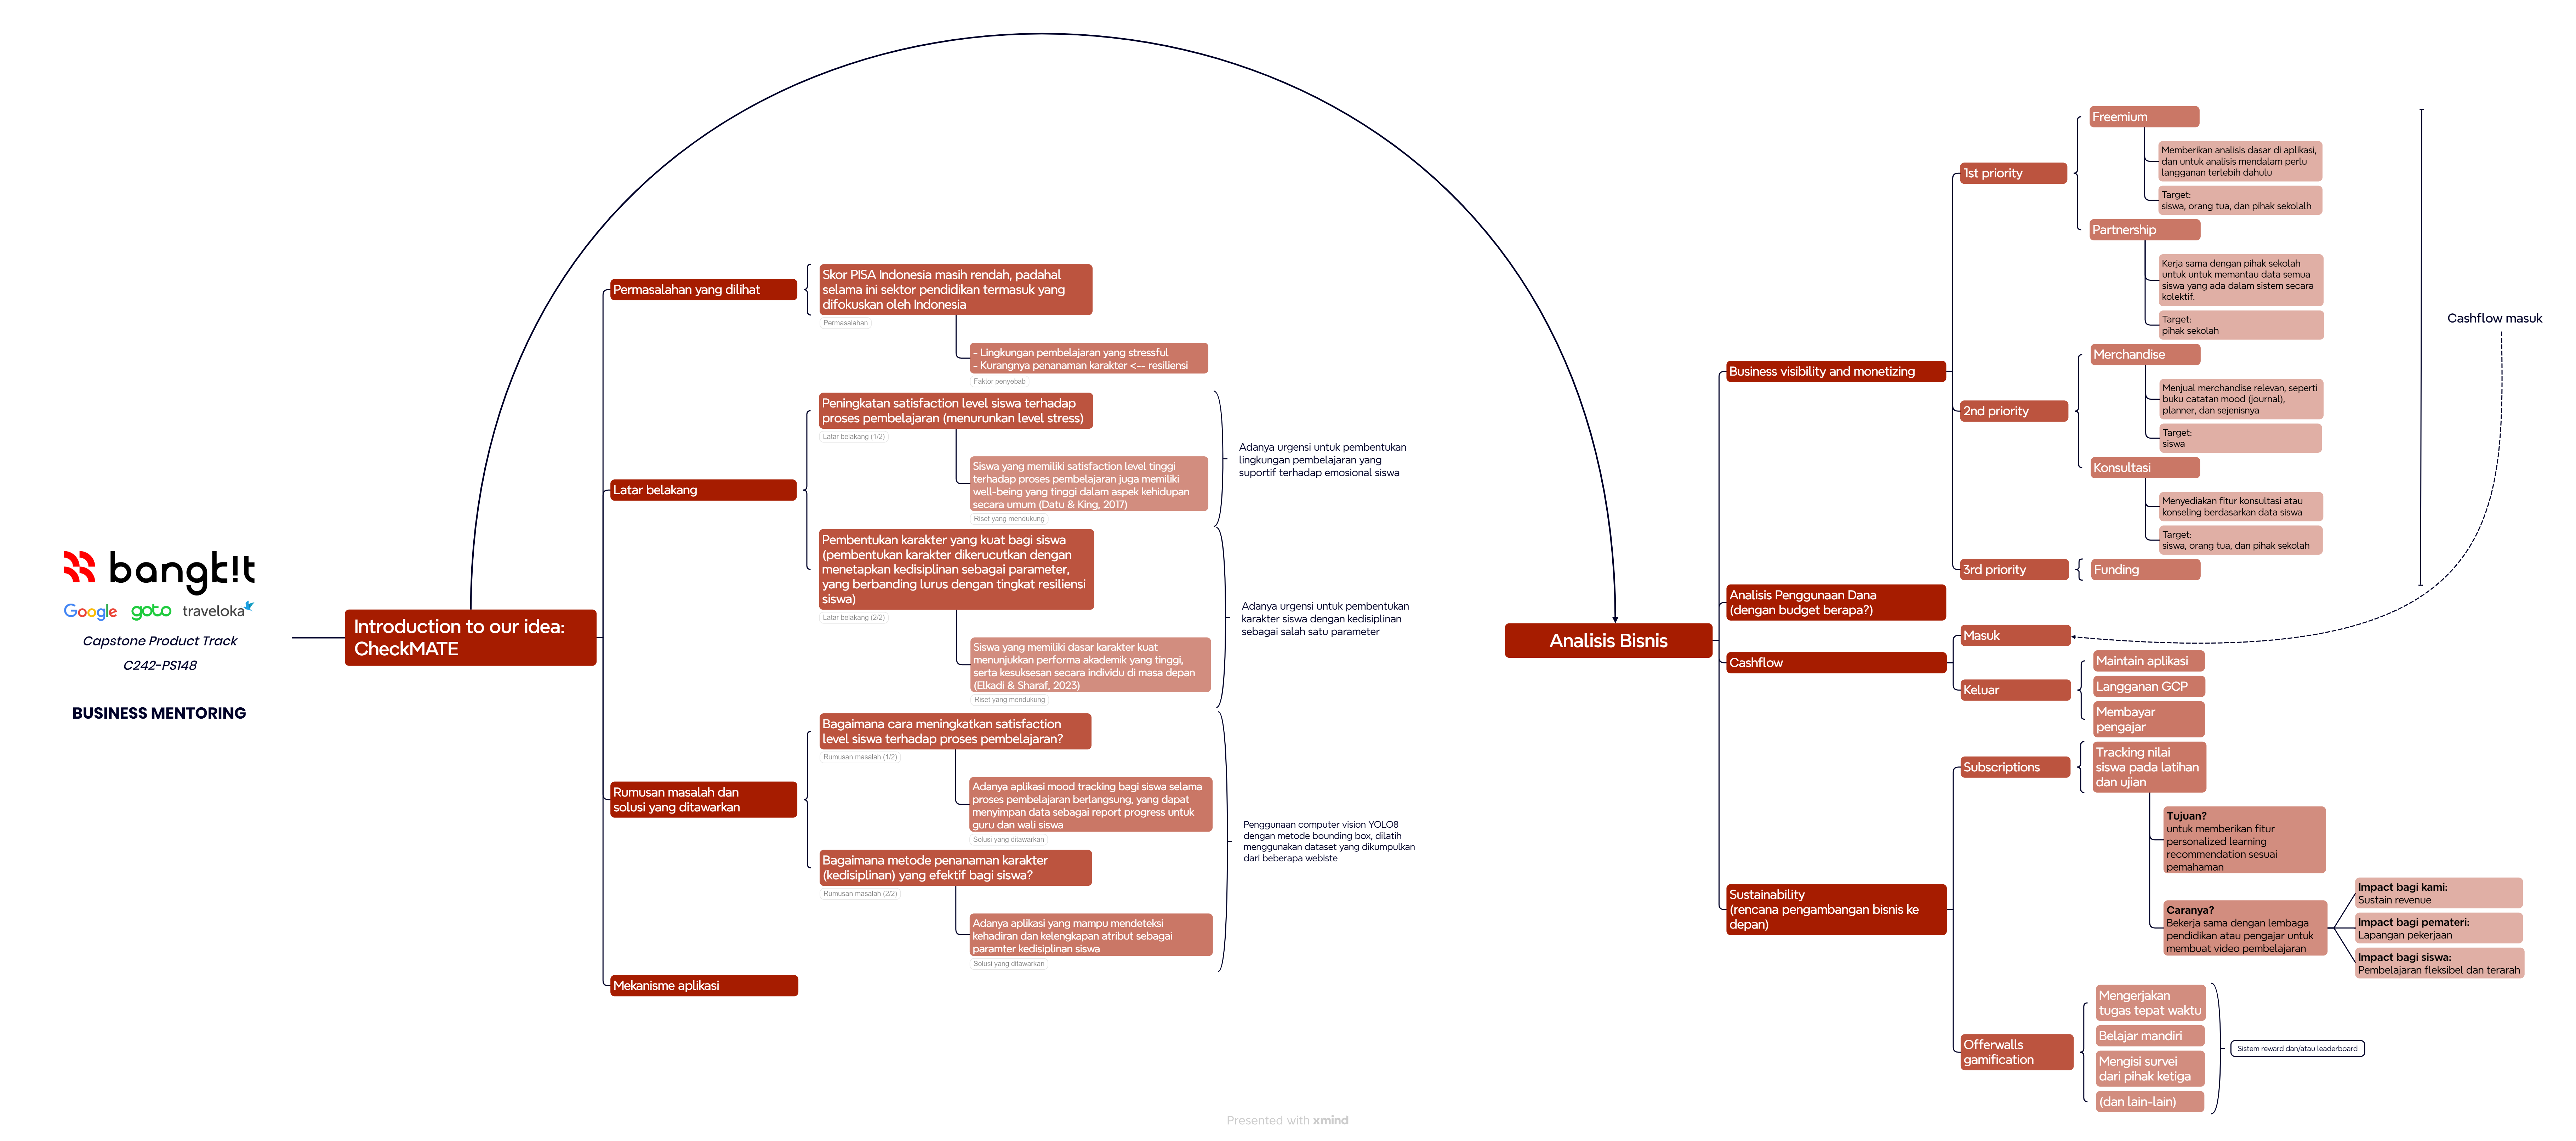 bangk!t
Google goto traveloka
Capstone Product Track
C242-PS148
BUSINESS MENTORING
Introduction to our idea:
CheckMATE
Permasalahan yang dilihat
Skor PISA Indonesia masih rendah, padahal
selama ini sektor pendidikan termasuk yang
difokuskan oleh Indonesia
Permasalahan
- Lingkungan pembelajaran yang stressful
- Kurangnya penanaman karakter <-- resiliensi
Faktor penyebab
Latar belakang
Peningkatan satisfaction level siswa terhadap
proses pembelajaran (menurunkan level stress)
Latar belakang (1/2)
Siswa yang memiliki satisfaction level tinggi
terhadap proses pembelajaran juga memiliki
well-being yang tinggi dalam aspek kehidupan
secara umum (Datu & King, 2017)
Riset yang mendukung
Adanya urgensi untuk pembentukan
lingkungan pembelajaran yang
suportif terhadap emosional siswa
Pembentukan karakter yang kuat bagi siswa
(pembentukan karakter dikerucutkan dengan
menetapkan kedisiplinan sebagai parameter,
yang berbanding lurus dengan tingkat resiliensi
siswa)
Latar belakang (2/2)
Siswa yang memiliki dasar karakter kuat
menunjukkan performa akademik yang tinggi,
serta kesuksesan secara individu di masa depan
(Elkadi & Sharaf, 2023)
Riset yang mendukung
Adanya urgensi untuk pembentukan
karakter siswa dengan kedisiplinan
sebagai salah satu parameter
Rumusan masalah dan
solusi yang ditawarkan
Bagaimana cara meningkatkan satisfaction
level siswa terhadap proses pembelajaran?
Rumusan masalah (1/2)
Adanya aplikasi mood tracking bagi siswa selama
proses pembelajaran berlangsung, yang dapat
menyimpan data sebagai report progress untuk
guru dan wali siswa
Solusi yang ditawarkan
Bagaimana metode penanaman karakter
(kedisiplinan) yang efektif bagi siswa?
Rumusan masalah (2/2)
Adanya aplikasi yang mampu mendeteksi
kehadiran dan kelengkapan atribut sebagai
paramter kedisiplinan siswa
Solusi yang ditawarkan
Penggunaan computer vision YOLO8
dengan metode bounding box, dilatih
menggunakan dataset yang dikumpulkan
dari beberapa webiste
Mekanisme aplikasi
Analisis Bisnis
Business visibility and monetizing
1st priority
Freemium
Memberikan analisis dasar di aplikasi,
dan untuk analisis mendalam perlu
langganan terlebih dahulu
Target:
siswa, orang tua, dan pihak sekolalh
Partnership
Kerja sama dengan pihak sekolah
untuk untuk memantau data semua
siswa yang ada dalam sistem secara
kolektif.
Target:
pihak sekolah
2nd priority
Merchandise
Menjual merchandise relevan, seperti
buku catatan mood (journal),
planner, dan sejenisnya
Target:
siswa
Konsultasi
Menyediakan fitur konsultasi atau
konseling berdasarkan data siswa
Target:
siswa, orang tua, dan pihak sekolah
3rd priority
Funding
Cashflow masuk
Analisis Penggunaan Dana
(dengan budget berapa?)
Cashflow
Masuk
Keluar
Maintain aplikasi
Langganan GCP
Membayar
pengajar
Sustainability
(rencana pengambangan bisnis ke
depan)
Subscriptions
Tracking nilai
siswa pada latihan
dan ujian
Tujuan?
untuk memberikan fitur
personalized learning
recommendation sesuai
pemahaman
Caranya?
Bekerja sama dengan lembaga
pendidikan atau pengajar untuk
membuat video pembelajaran
Impact bagi kami:
Sustain revenue
Impact bagi pemateri:
Lapangan pekerjaan
Impact bagi siswa:
Pembelajaran fleksibel dan terarah
Offerwalls
gamification
Mengerjakan
tugas tepat waktu
Belajar mandiri
Mengisi survei
dari pihak ketiga
(dan lain-lain)
Sistem reward dan/atau leaderboard
Presented with xmind